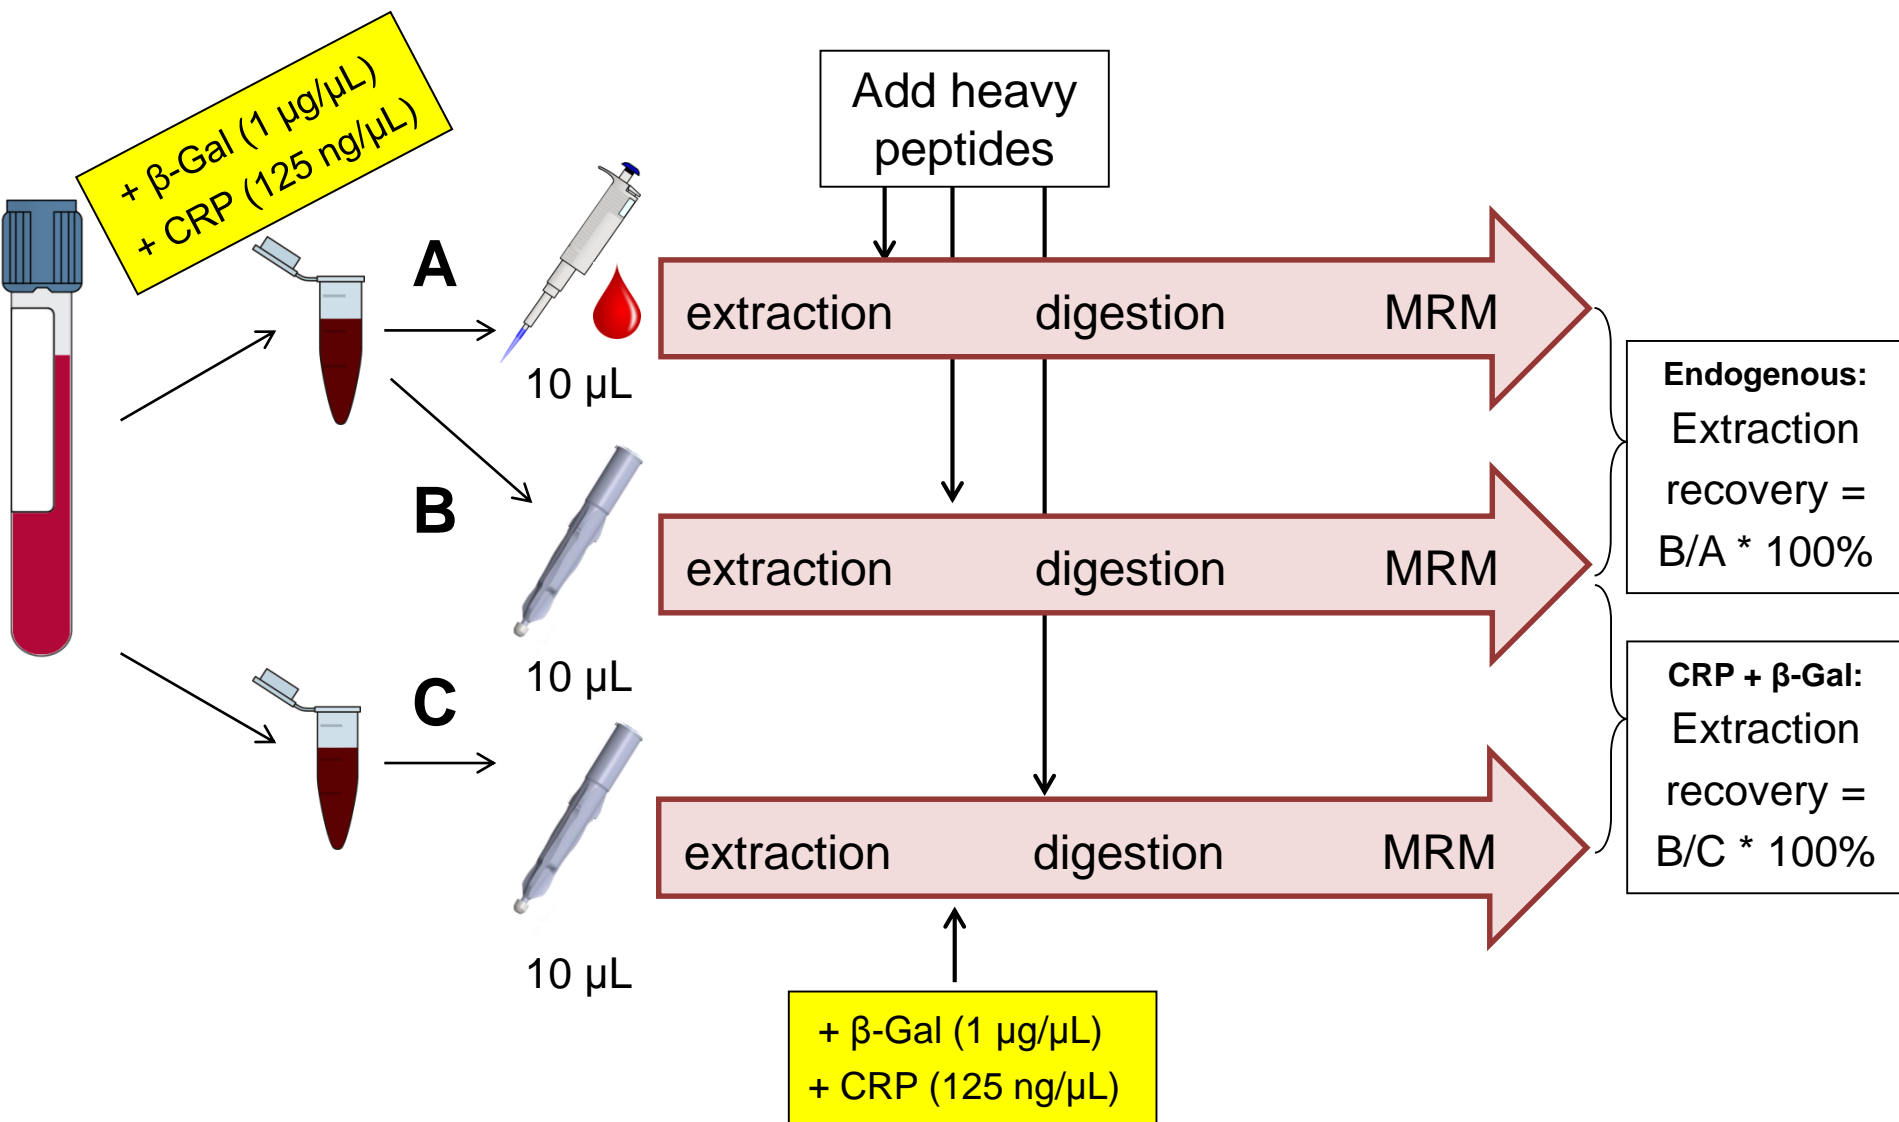 + β-Gal (1 µg/µL)
+ CRP (125 ng/µL)
Add heavy
peptides
A
10 µL
extraction digestion MRM
B
10 µL
extraction digestion MRM
C
10 µL
extraction digestion MRM
Endogenous:
Extraction
recovery =
B/A * 100%
CRP + β-Gal:
Extraction
recovery =
B/C * 100%
+ β-Gal (1 µg/µL)
+ CRP (125 ng/µL)